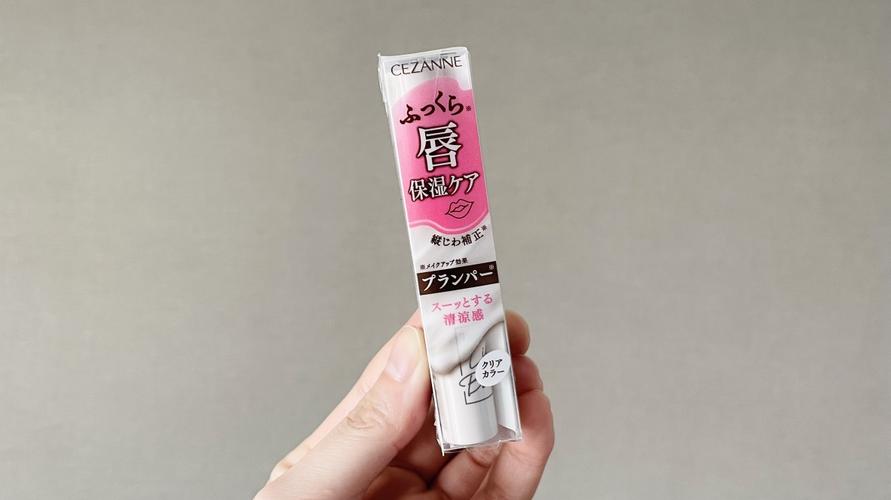 CEZANNE
ふっくら※
唇
保湿ケア
縦じわ補正※
※メイクアップ効果
プランパー※
スーッとする
清涼感
クリア
カラー